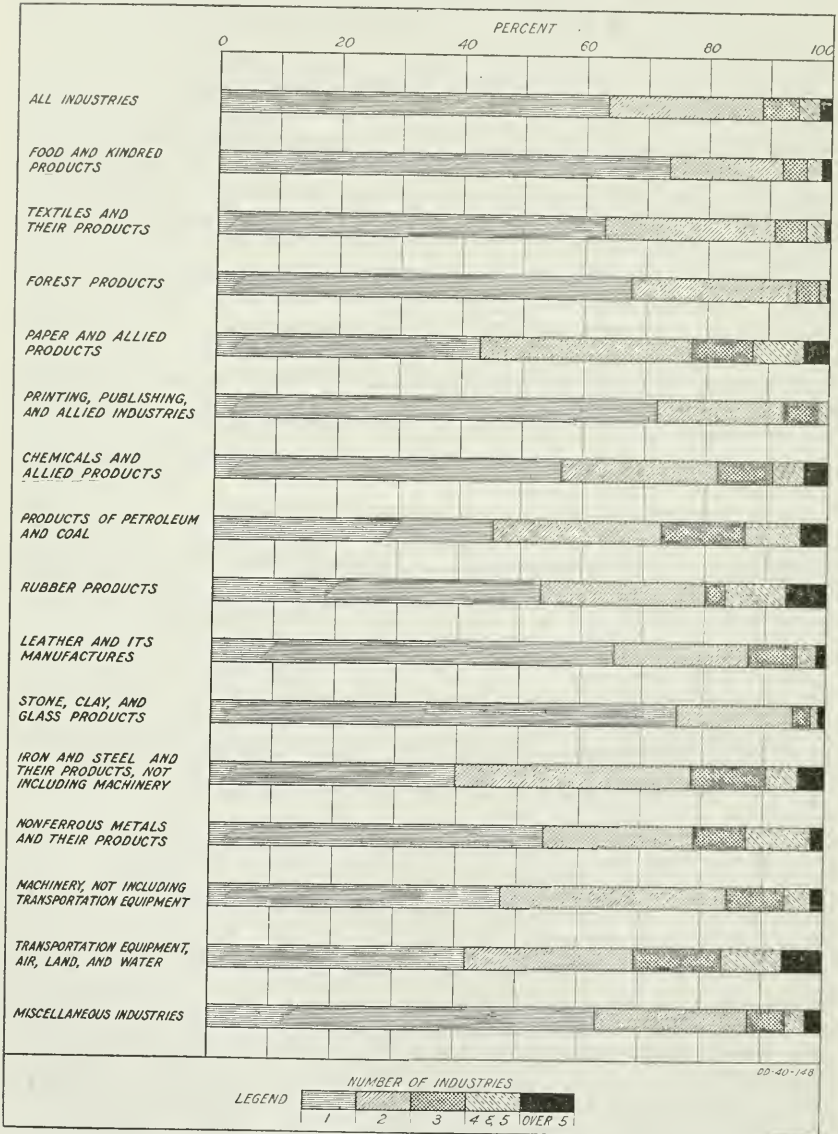 PERCENT
0 20 40 60 80 100
ALL INDUSTRIES
FOOD AND KINDRED
PRODUCTS
TEXTILES AND
THEIR PRODUCTS
FOREST PRODUCTS
PAPER AND ALLIED
PRODUCTS
PRINTING, PUBLISHING,
AND ALLIED INDUSTRIES
CHEMICALS AND
ALLIED PRODUCTS
PRODUCTS OF PETROLEUM
AND COAL
RUBBER PRODUCTS
LEATHER AND ITS
MANUFACTURES
STONE, CLAY, AND
GLASS PRODUCTS
IRON AND STEEL AND
THEIR PRODUCTS, NOT
INCLUDING MACHINERY
NONFERROUS METALS
AND THEIR PRODUCTS
MACHINERY, NOT INCLUDING
TRANSPORTATION EQUIPMENT
TRANSPORTATION EQUIPMENT,
AIR, LAND, AND WATER
MISCELLANEOUS INDUSTRIES
DD-40-148
NUMBER OF INDUSTRIES
LEGEND
1 2 3 4 & 5 OVER 5